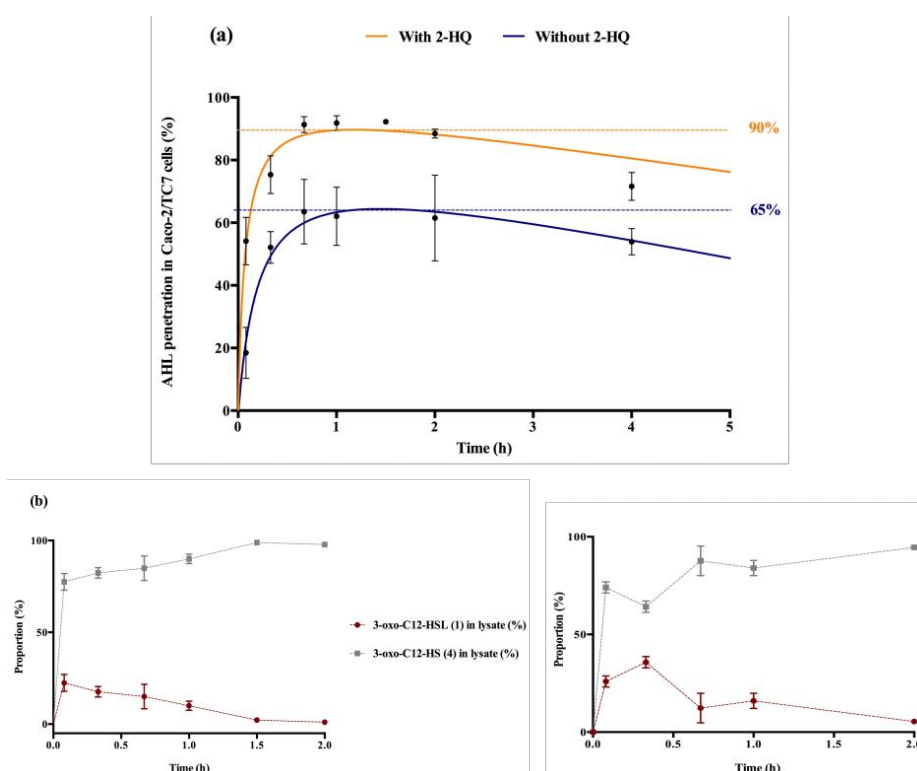 (a)
With 2-HQ
Without 2-HQ
AHL penetration in Caco-2/TC7 cells (%)
100
80
60
40
20
0
90%
65%
0 1 2 3 4 5
Time (h)
(b)
Proportion (%)
100
50
0
0.0 0.5 1.0 1.5 2.0
Time (h)
3-oxo-C12-HSL (1) in lysate (%)
3-oxo-C12-HS (4) in lysate (%)
Proportion (%)
100
50
0
0.0 0.5 1.0 1.5 2.0
Time (h)